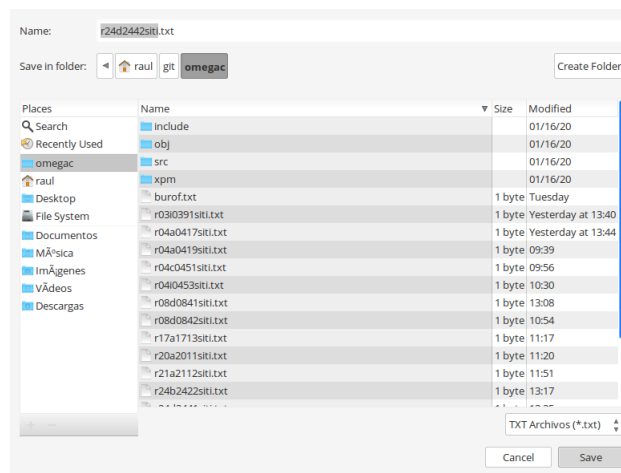 Name: r24d2442siti.txt
Save in folder: raul git omegac Create Folder
Places Name Size Modified
Search include 01/16/20
Recently Used obj 01/16/20
omegac src 01/16/20
raul xpm 01/16/20
Desktop burof.txt 1 byte Tuesday
File System r03i0391siti.txt 1 byte Yesterday at 13:40
Documentos r04a0417siti.txt 1 byte Yesterday at 13:44
MÃºsica r04a0419siti.txt 1 byte 09:39
ImÃ¡genes r04c0451siti.txt 1 byte 09:56
VÃ­deos r04i0453siti.txt 1 byte 10:30
Descargas r08d0841siti.txt 1 byte 13:08
r08d0842siti.txt 1 byte 10:54
r17a1713siti.txt 1 byte 11:17
r20a2011siti.txt 1 byte 11:20
r21a2112siti.txt 1 byte 11:51
r24b2422siti.txt 1 byte 13:17
TXT Archivos (*.txt)
Cancel Save